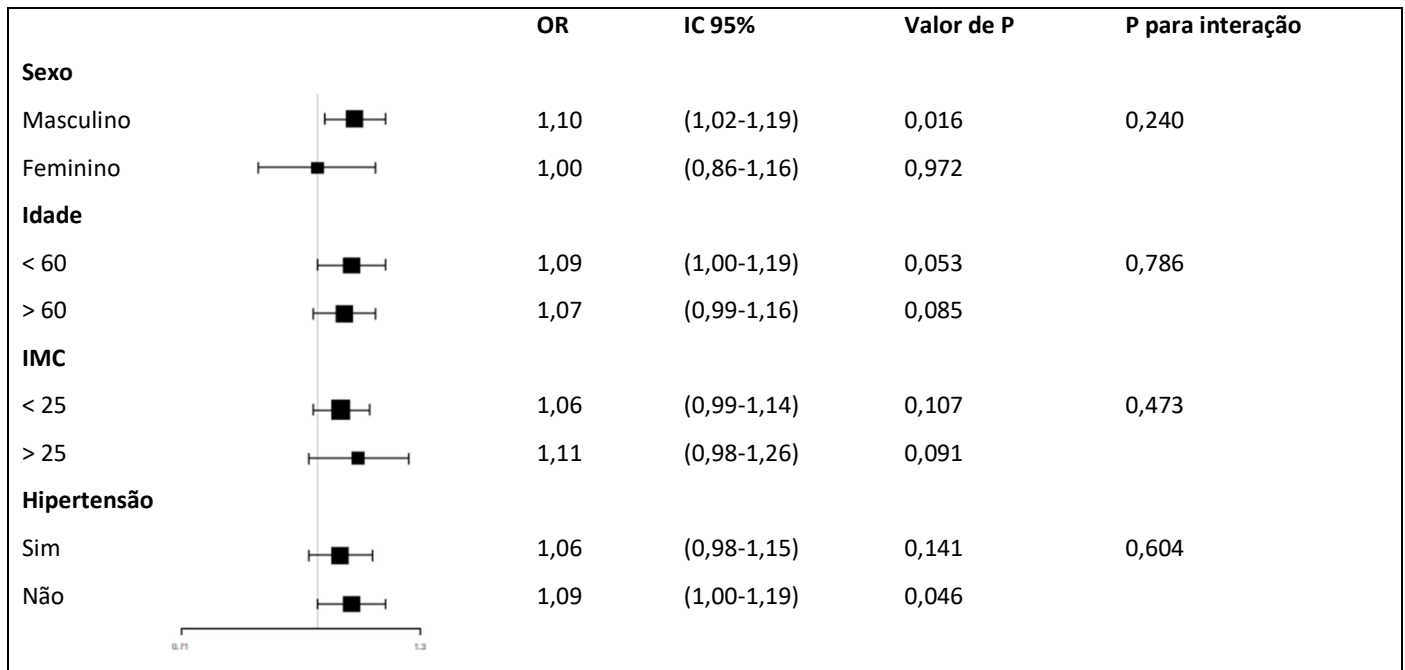 OR IC 95% Valor de P P para interação
Sexo
Masculino 1,10 (1,02-1,19) 0,016 0,240
Feminino 1,00 (0,86-1,16) 0,972
Idade
< 60 1,09 (1,00-1,19) 0,053 0,786
> 60 1,07 (0,99-1,16) 0,085
IMC
< 25 1,06 (0,99-1,14) 0,107 0,473
> 25 1,11 (0,98-1,26) 0,091
Hipertensão
Sim 1,06 (0,98-1,15) 0,141 0,604
Não 1,09 (1,00-1,19) 0,046
0.71 1.3